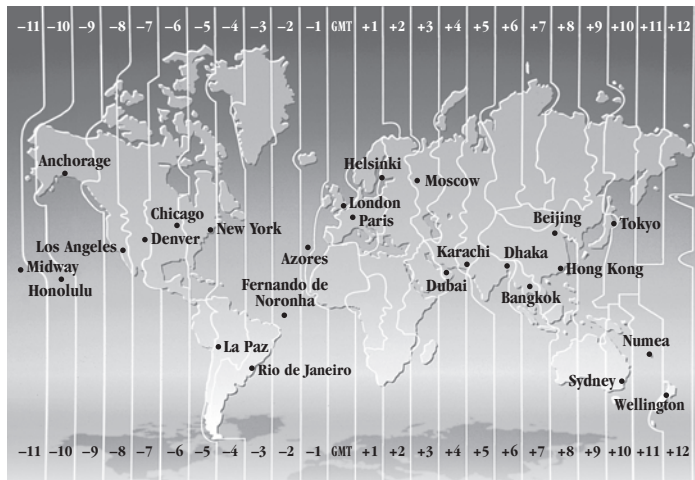 −11 −10 −9 −8 −7 −6 −5 −4 −3 −2 −1 GMT +1 +2 +3 +4 +5 +6 +7 +8 +9 +10 +11 +12
Anchorage
Helsinki
Moscow
London
Paris
Chicago
New York
Denver
Los Angeles
Beijing
Tokyo
Azores
Karachi
Dhaka
Midway
Honolulu
Hong Kong
Dubai
Fernando de
Noronha
Bangkok
La Paz
Numea
Rio de Janeiro
Sydney
Wellington
−11 −10 −9 −8 −7 −6 −5 −4 −3 −2 −1 GMT +1 +2 +3 +4 +5 +6 +7 +8 +9 +10 +11 +12